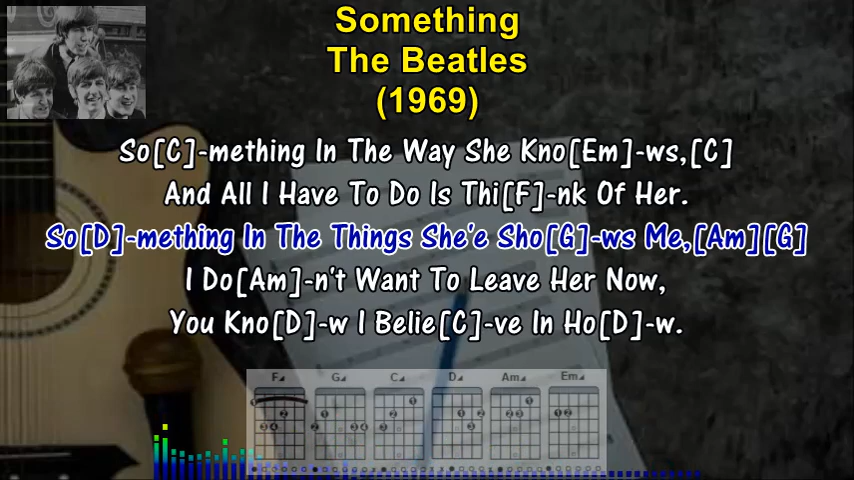 Something
The Beatles
(1969)
So[C]-mething In The Way She Kno[Em]-ws,[C]
And All I Have To Do Is Thi[F]-nk Of Her.
So[D]-mething In The Things She'e Sho[G]-ws Me,[Am][G]
I Do[Am]-n't Want To Leave Her Now,
You Kno[D]-w I Belie[C]-ve In Ho[D]-w.
F G C D Am Em